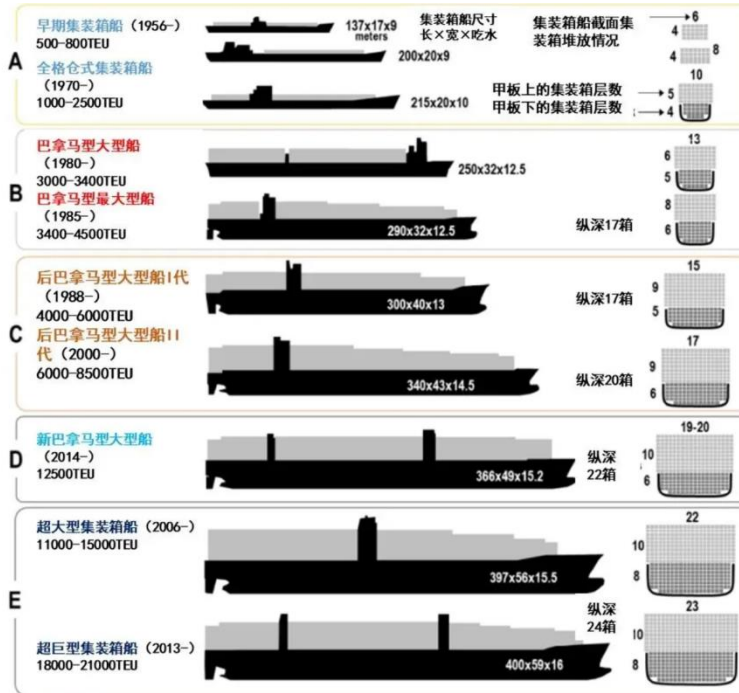 A
早期集装箱船（1956-）
500-800TEU
137x17x9
meters
集装箱船尺寸
长×宽×吃水
集装箱船截面集
装箱堆放情况
6
4
200x20x9
4
8
全格仓式集装箱船
（1970-）
1000-2500TEU
215x20x10
甲板上的集装箱层数
甲板下的集装箱层数
10
5
4
B
巴拿马型大型船
（1980-）
3000-3400TEU
250x32x12.5
13
6
5
巴拿马型最大型船
（1985-）
3400-4500TEU
290x32x12.5
纵深17箱
8
6
C
后巴拿马型大型船I代
（1988-）
4000-6000TEU
300x40x13
纵深17箱
15
9
5
后巴拿马型大型船II
代（2000-）
6000-8500TEU
340x43x14.5
纵深20箱
17
9
6
D
新巴拿马型大型船
（2014-）
12500TEU
366x49x15.2
纵深
22箱
19-20
10
6
E
超大型集装箱船（2006-）
11000-15000TEU
397x56x15.5
22
10
8
超巨型集装箱船（2013-）
18000-21000TEU
400x59x16
纵深
24箱
23
10
8